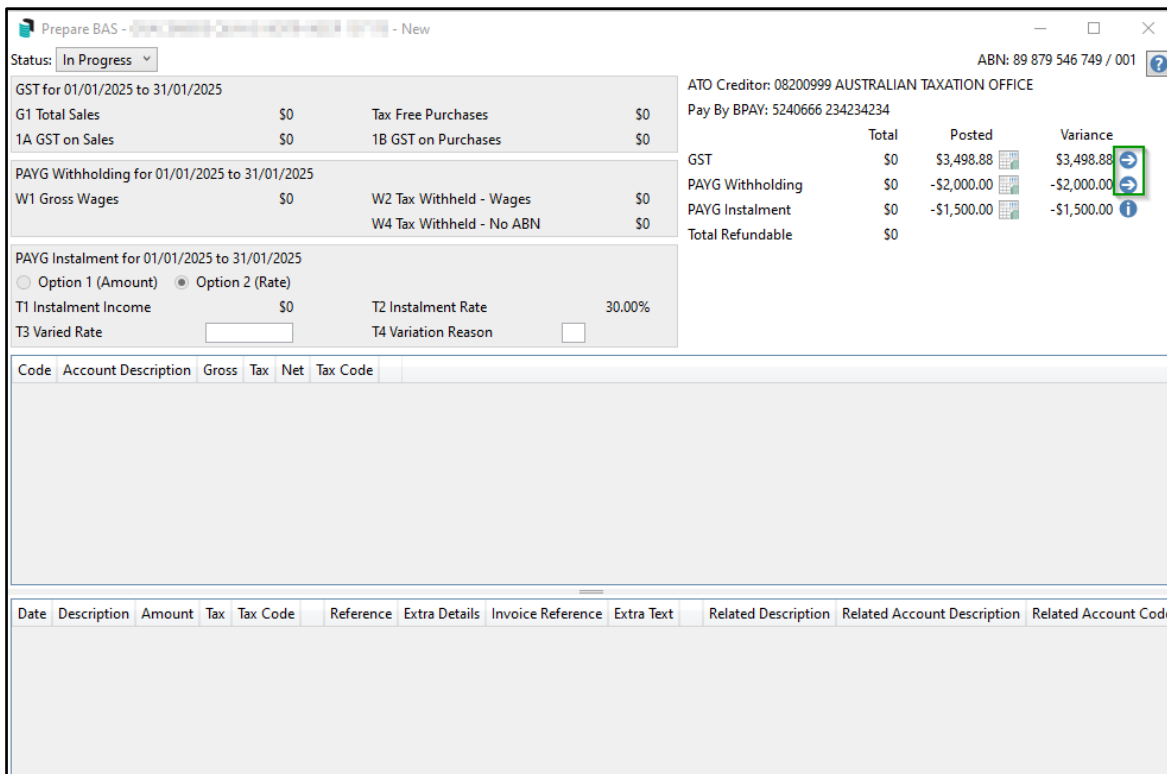 Prepare BAS - - New
Status: In Progress
ABN: 89 879 546 749 / 001
GST for 01/01/2025 to 31/01/2025
G1 Total Sales $0 Tax Free Purchases $0
1A GST on Sales $0 1B GST on Purchases $0
PAYG Withholding for 01/01/2025 to 31/01/2025
W1 Gross Wages $0 W2 Tax Withheld - Wages $0
W4 Tax Withheld - No ABN $0
PAYG Instalment for 01/01/2025 to 31/01/2025
Option 1 (Amount) Option 2 (Rate)
T1 Instalment Income $0 T2 Instalment Rate 30.00%
T3 Varied Rate T4 Variation Reason
ATO Creditor: 08200999 AUSTRALIAN TAXATION OFFICE
Pay By BPAY: 5240666 234234234
Total Posted Variance
GST $0 $3,498.88 $3,498.88
PAYG Withholding $0 -$2,000.00 -$2,000.00
PAYG Instalment $0 -$1,500.00 -$1,500.00
Total Refundable $0
Code Account Description Gross Tax Net Tax Code
Date Description Amount Tax Tax Code Reference Extra Details Invoice Reference Extra Text Related Description Related Account Description Related Account Code